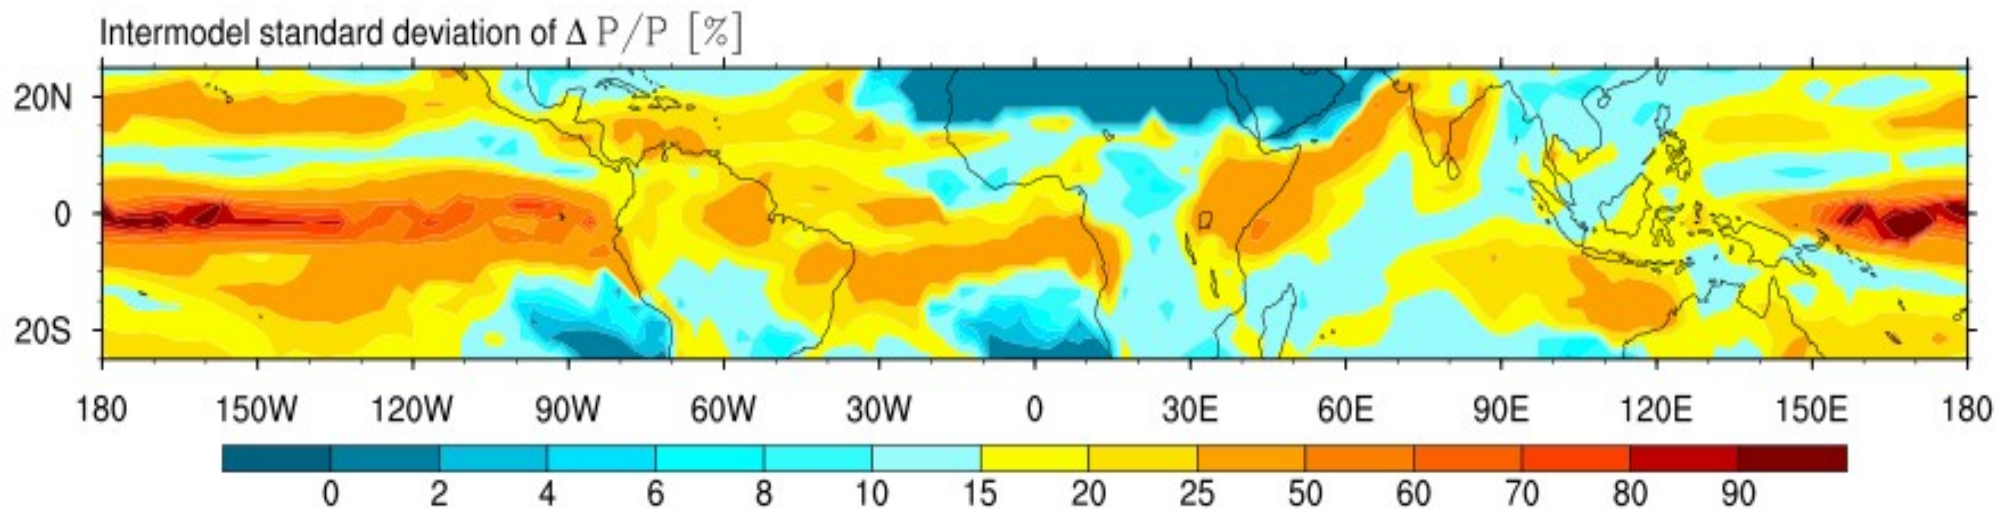 Intermodel standard deviation of Δ P/P [%]
20N
0
20S
180 150W 120W 90W 60W 30W 0 30E 60E 90E 120E 150E 180
0 2 4 6 8 10 15 20 25 50 60 70 80 90